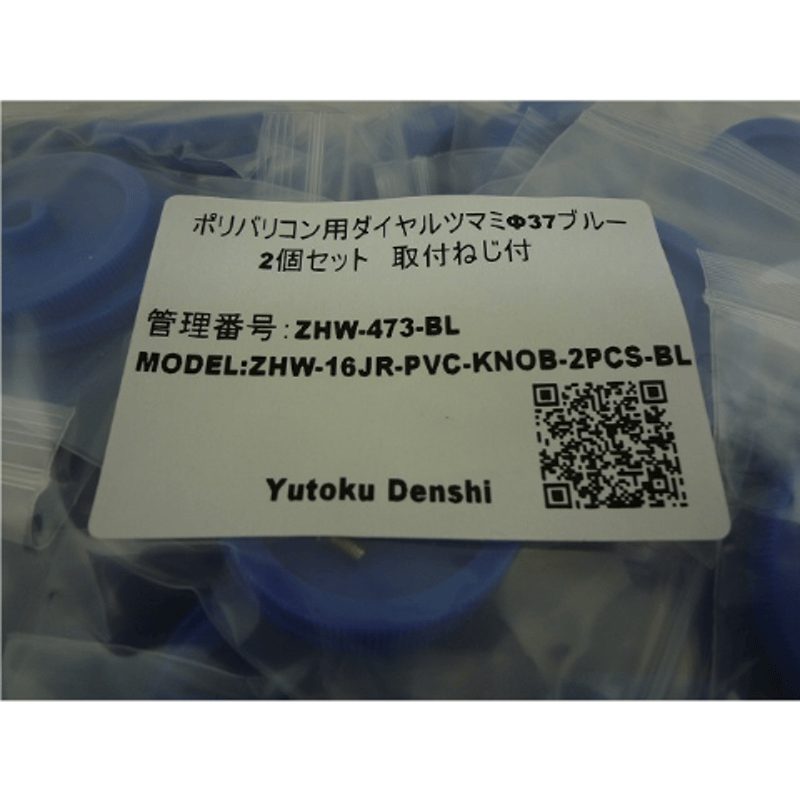 ポリバリコン用ダイヤルツマミΦ37ブルー
2個セット 取付ねじ付
管理番号:ZHW-473-BL
MODEL:ZHW-16JR-PVC-KNOB-2PCS-BL
Yutoku Denshi